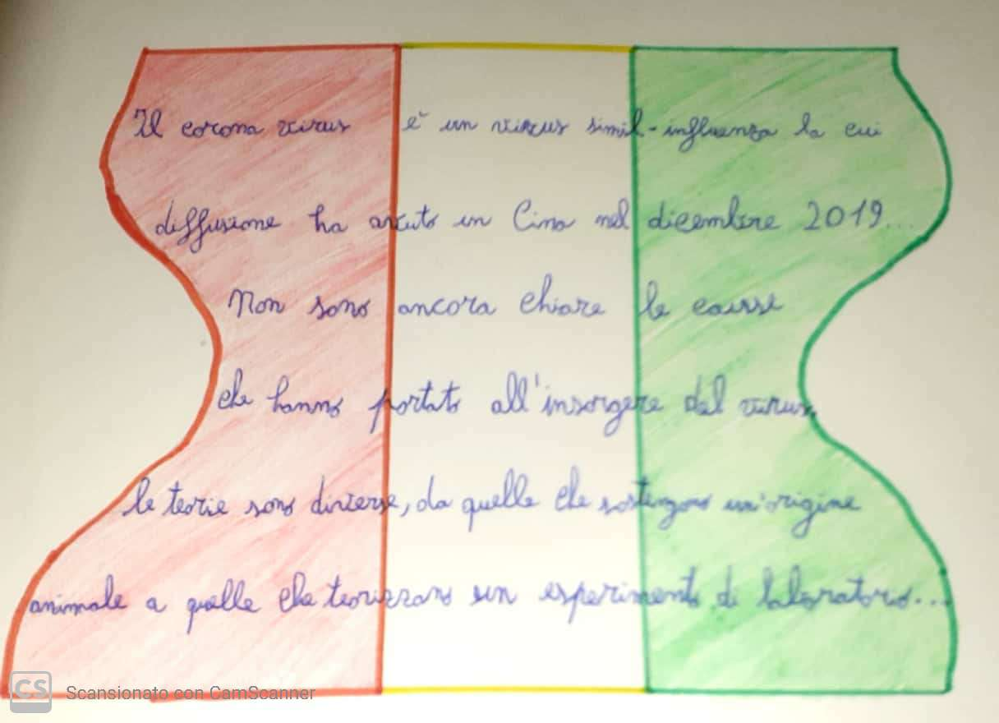 Il corona virus è un virus simil-influenza la cui
diffusione ha avuto in Cina nel dicembre 2019...
Non sono ancora chiare le cause
che hanno portato all'insorgere del virus,
le teorie sono diverse, da quelle che sostengono un'origine
animale a quelle che teorizzano un esperimento di laboratorio...
CS Scansionato con CamScanner